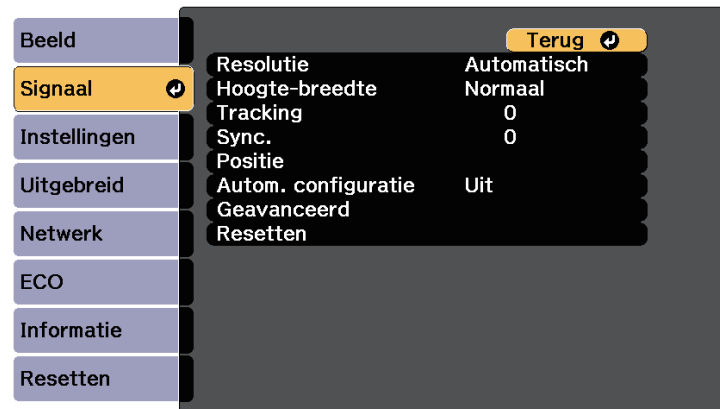 Beeld
Signaal
Instellingen
Uitgebreid
Netwerk
ECO
Informatie
Resetten
Terug
Resolutie Automatisch
Hoogte-breedte Normaal
Tracking 0
Sync. 0
Positie
Autom. configuratie Uit
Geavanceerd
Resetten